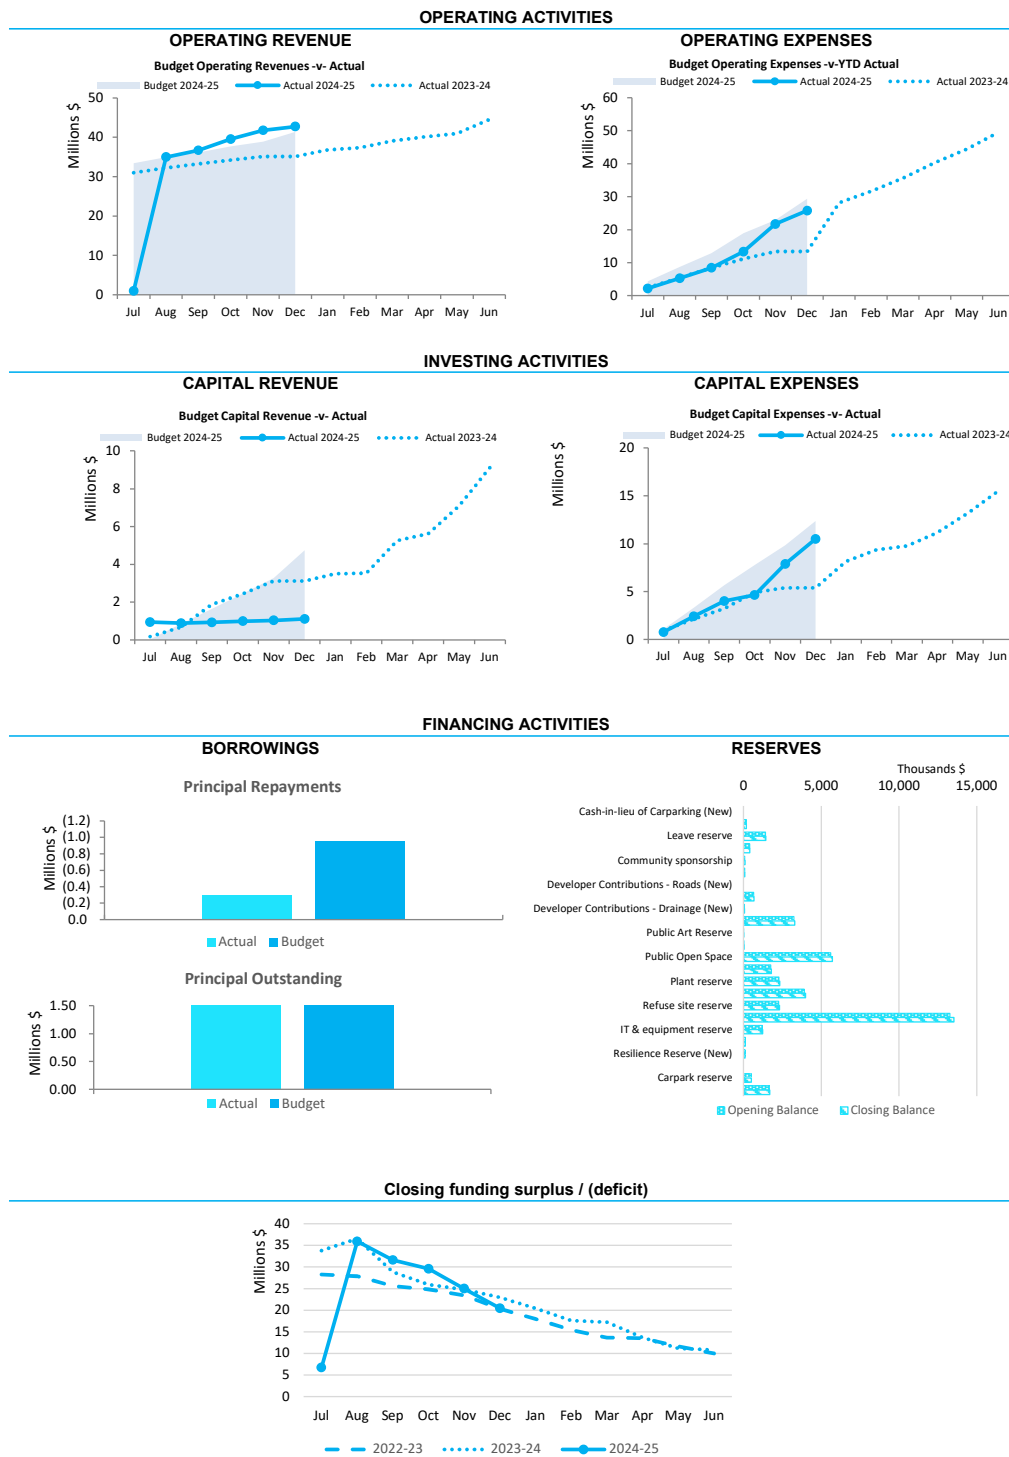 OPERATING ACTIVITIES
OPERATING REVENUE
Budget Operating Revenues -v- Actual
Budget 2024-25 Actual 2024-25 Actual 2023-24
Millions $
50
40
30
20
10
0
Jul Aug Sep Oct Nov Dec Jan Feb Mar Apr May Jun
OPERATING EXPENSES
Budget Operating Expenses -v-YTD Actual
Budget 2024-25 Actual 2024-25 Actual 2023-24
Millions $
60
50
40
30
20
10
0
Jul Aug Sep Oct Nov Dec Jan Feb Mar Apr May Jun
INVESTING ACTIVITIES
CAPITAL REVENUE
Budget Capital Revenue -v- Actual
Budget 2024-25 Actual 2024-25 Actual 2023-24
Millions $
10
8
6
4
2
0
Jul Aug Sep Oct Nov Dec Jan Feb Mar Apr May Jun
CAPITAL EXPENSES
Budget Capital Expenses -v- Actual
Budget 2024-25 Actual 2024-25 Actual 2023-24
Millions $
20
15
10
5
0
Jul Aug Sep Oct Nov Dec Jan Feb Mar Apr May Jun
FINANCING ACTIVITIES
BORROWINGS
Principal Repayments
Millions $
(1.2)
(1.0)
(0.8)
(0.6)
(0.4)
(0.2)
0.0
Actual Budget
Principal Outstanding
Millions $
1.50
1.00
0.50
0.00
Actual Budget
RESERVES
Thousands $
0 5,000 10,000 15,000
Cash-in-lieu of Carparking (New)
Leave reserve
Community sponsorship
Developer Contributions - Roads (New)
Developer Contributions - Drainage (New)
Public Art Reserve
Public Open Space
Plant reserve
Refuse site reserve
IT & equipment reserve
Resilience Reserve (New)
Carpark reserve
Opening Balance Closing Balance
Closing funding surplus / (deficit)
Millions $
40
35
30
25
20
15
10
5
0
Jul Aug Sep Oct Nov Dec Jan Feb Mar Apr May Jun
2022-23 2023-24 2024-25